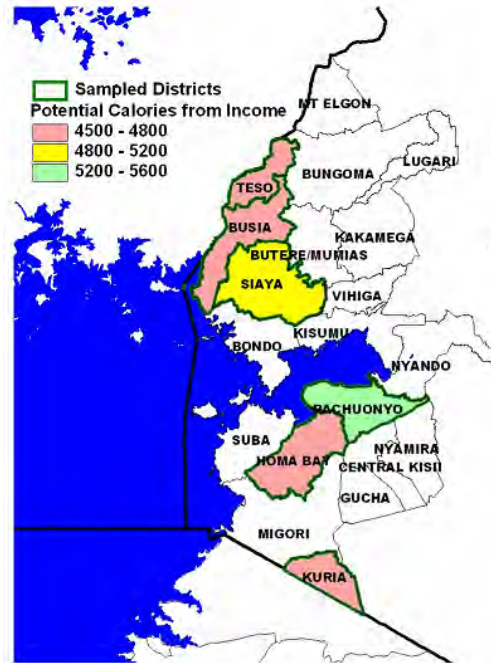 Sampled Districts
Potential Calories from Income
4500 - 4800
4800 - 5200
5200 - 5600
MT ELGON
LUGARI
BUNGOMA
TESO
BUSIA
KAKAMEGA
BUTERE/MUMIAS
SIAYA
VIHIGA
KISUMU
BONDO
NYANDO
RACHUONYO
SUBA
NYAMIRA
HOMA BAY
CENTRAL KISII
GUCHA
MIGORI
KURIA